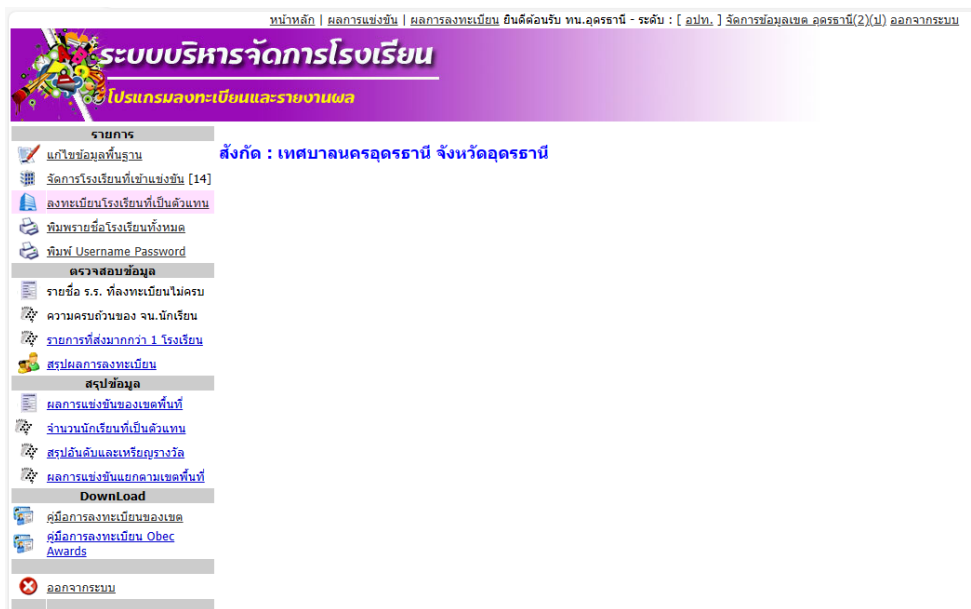 หน้าหลัก | ผลการแข่งขัน | ผลการลงทะเบียน ยินดีต้อนรับ ทน.อุดรธานี - ระดับ : [ อปท. ] จัดการข้อมูลเขต อุดรธานี(2)(ป) ออกจากระบบ
ระบบบริหารจัดการโรงเรียน
โปรแกรมลงทะเบียนและรายงานผล
รายการ
แก้ไขข้อมูลพื้นฐาน
สังกัด : เทศบาลนครอุดรธานี จังหวัดอุดรธานี
จัดการโรงเรียนที่เข้าแข่งขัน [14]
ลงทะเบียนโรงเรียนที่เป็นตัวแทน
พิมพรายชื่อโรงเรียนทั้งหมด
พิมพ์ Username Password
ตรวจสอบข้อมูล
รายชื่อ ร.ร. ที่ลงทะเบียนไม่ครบ
ความครบถ้วนของ จน.นักเรียน
รายการที่ส่งมากกว่า 1 โรงเรียน
สรุปผลการลงทะเบียน
สรุปข้อมูล
ผลการแข่งขันของเขตพื้นที่
จำนวนนักเรียนที่เป็นตัวแทน
สรุปอันดับและเหรียญรางวัล
ผลการแข่งขันแยกตามเขตพื้นที่
DownLoad
คู่มือการลงทะเบียนของเขต
คู่มือการลงทะเบียน Obec
Awards
ออกจากระบบ